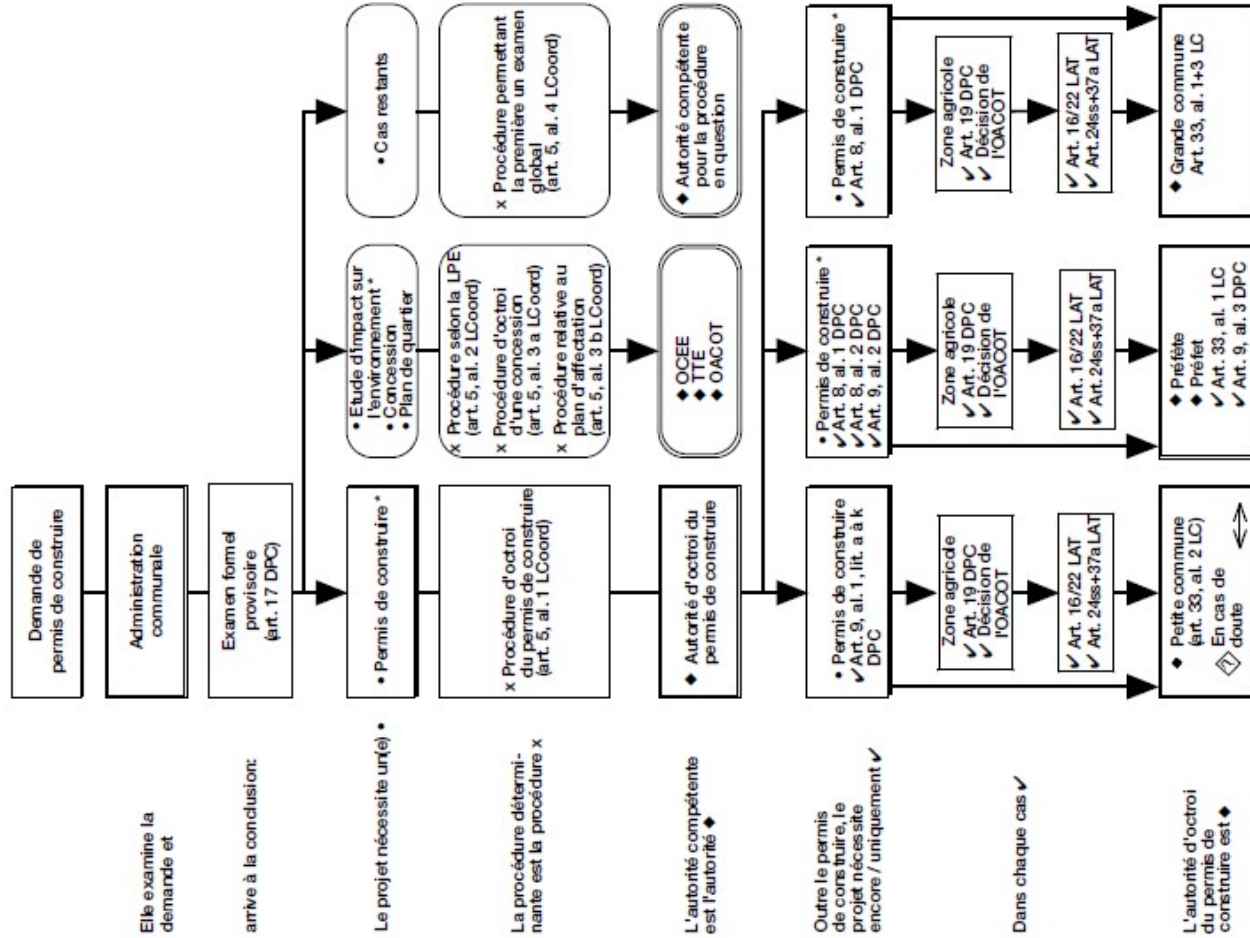 Demande de
permis de construire
Elle examine la
demande et
Administration
communale
arrive à la conclusion:
Examen formel
provisoire
(art. 17 DPC)
Le projet nécessite un(e) •
• Permis de construire *
• Etude d'impact sur
l'environnement *
• Concession
• Plan de quartier
• Cas restants
La procédure détermi-
nante est la procédure x
x Procédure d'octroi
du permis de construire
(art. 5, al. 1 LCoord)
x Procédure selon la LPE
(art. 5, al. 2 LCoord)
x Procédure d'octroi
d'une concession
(art. 5, al. 3 a LCoord)
x Procédure relative au
plan d'affectation
(art. 5, al. 3 b LCoord)
x Procédure permettant
la première un examen
global
(art. 5, al. 4 LCoord)
L'autorité compétente
est l'autorité ◆
◆ Autorité d'octroi du
permis de construire
◆ OCEE
◆ TTE
◆ OACOT
◆ Autorité compétente
pour la procédure
en question
Outre le permis
de construire, le
projet nécessite
encore / uniquement ✓
• Permis de construire
✓ Art. 9, al. 1, lit. a à k
DPC
• Permis de construire *
✓ Art. 8, al. 1 DPC
✓ Art. 8, al. 2 DPC
✓ Art. 9, al. 2 DPC
• Permis de construire *
✓ Art. 8, al. 1 DPC
Dans chaque cas ✓
Zone agricole
✓ Art. 19 DPC
✓ Décision de
l'OACOT
Zone agricole
✓ Art. 19 DPC
✓ Décision de
l'OACOT
Zone agricole
✓ Art. 19 DPC
✓ Décision de
l'OACOT
✓ Art. 16/22 LAT
✓ Art. 24ss+37a LAT
✓ Art. 16/22 LAT
✓ Art.24ss+37a LAT
✓ Art. 16/22 LAT
✓ Art.24ss+37a LAT
L'autorité d'octroi
du permis de
construire est ◆
◆ Petite commune
(art. 33, al. 2 LC)
? En cas de
doute ↔
◆ Préfète
◆ Préfet
✓ Art. 33, al. 1 LC
✓ Art. 9, al. 3 DPC
◆ Grande commune
Art. 33, al. 1+3 LC